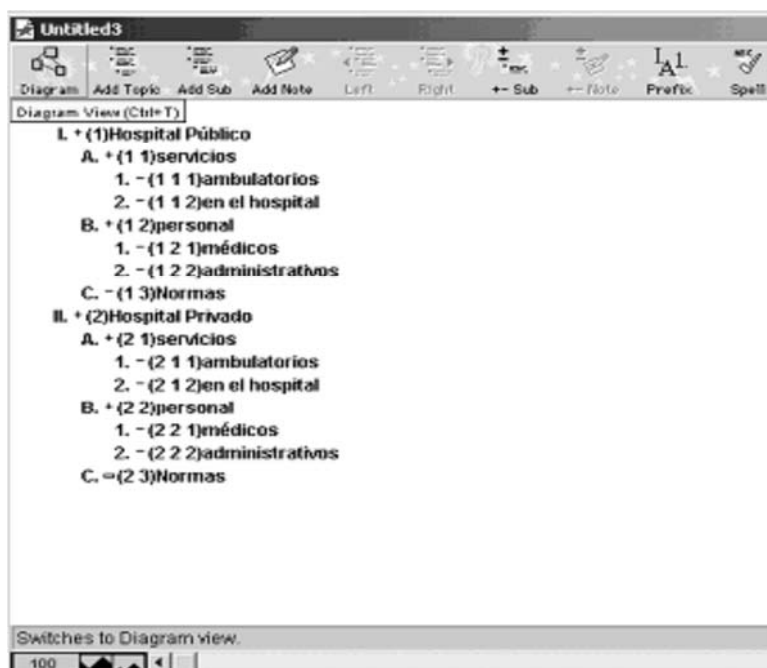 Untitled3
Diagram Add Topic Add Sub Add Note Left Right +- Sub +- Note Prefix Spell
Diagram View (Ctrl+T)
I. + (1)Hospital Público
A. + (1 1)servicios
1. - (1 1 1)ambulatorios
2. - (1 1 2)en el hospital
B. + (1 2)personal
1. - (1 2 1)médicos
2. - (1 2 2)administrativos
C. - (1 3)Normas
II. + (2)Hospital Privado
A. + (2 1)servicios
1. - (2 1 1)ambulatorios
2. - (2 1 2)en el hospital
B. + (2 2)personal
1. - (2 2 1)médicos
2. - (2 2 2)administrativos
C. - (2 3)Normas
Switches to Diagram view.
100